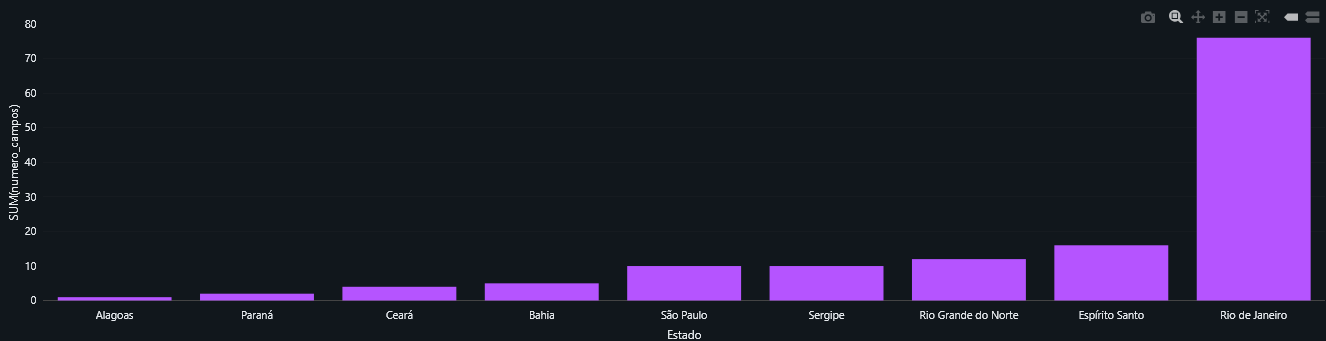 80
70
60
50
40
30
20
10
0
SUM(numero_campos)
Alagoas
Paraná
Ceará
Bahia
São Paulo
Sergipe
Rio Grande do Norte
Espírito Santo
Rio de Janeiro
Estado